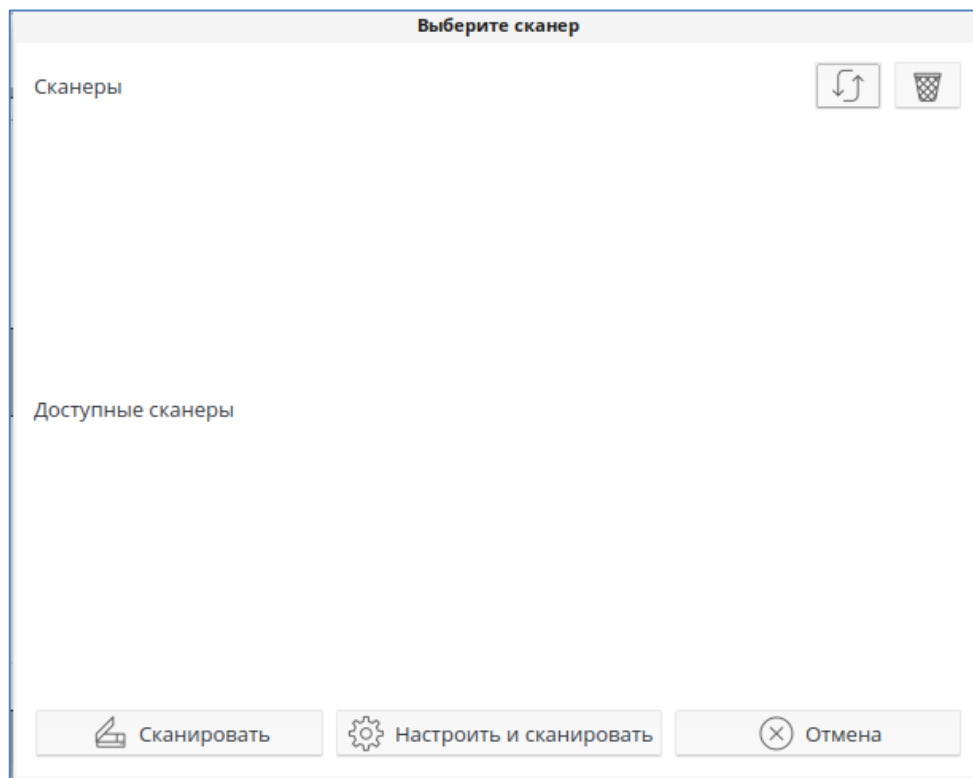 Выберите сканер
Сканеры
Доступные сканеры
Сканировать
Настроить и сканировать
Отмена